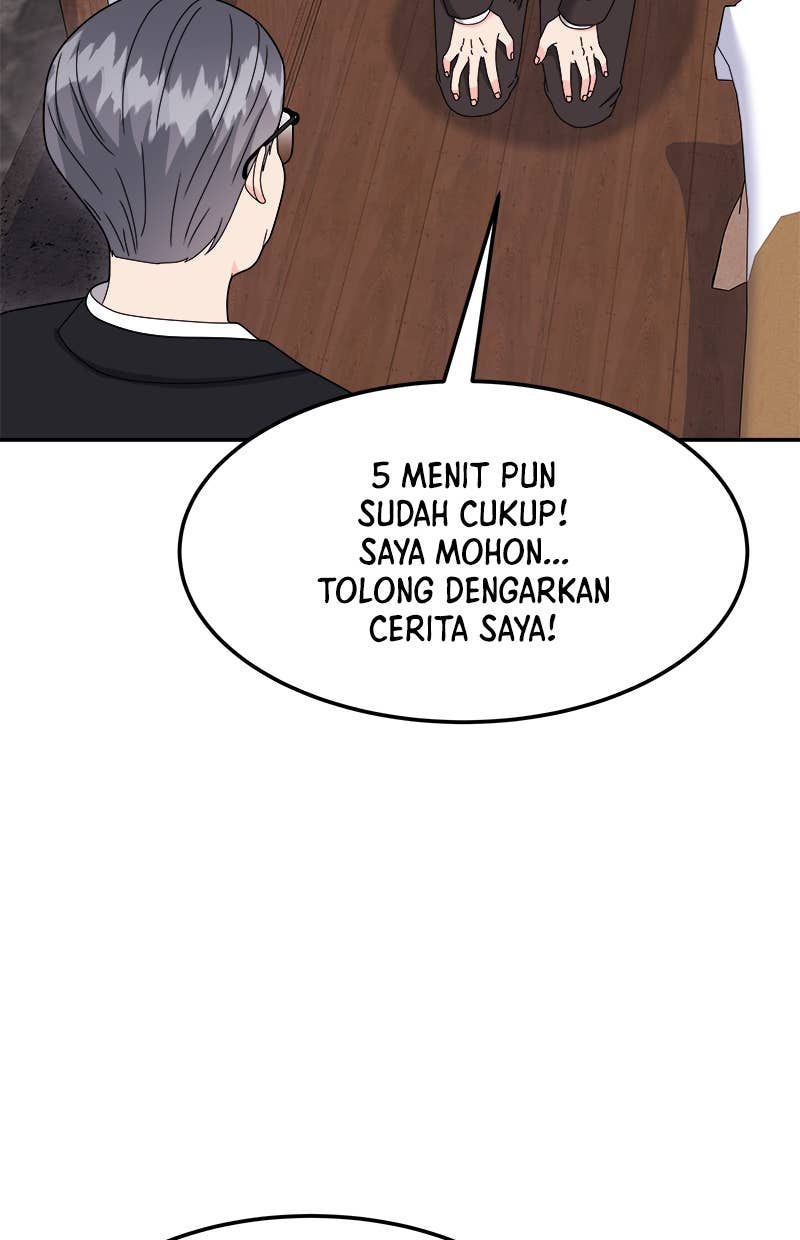 5 MENIT PUN
SUDAH CUKUP!
SAYA MOHON...
TOLONG DENGARKAN
CERITA SAYA!